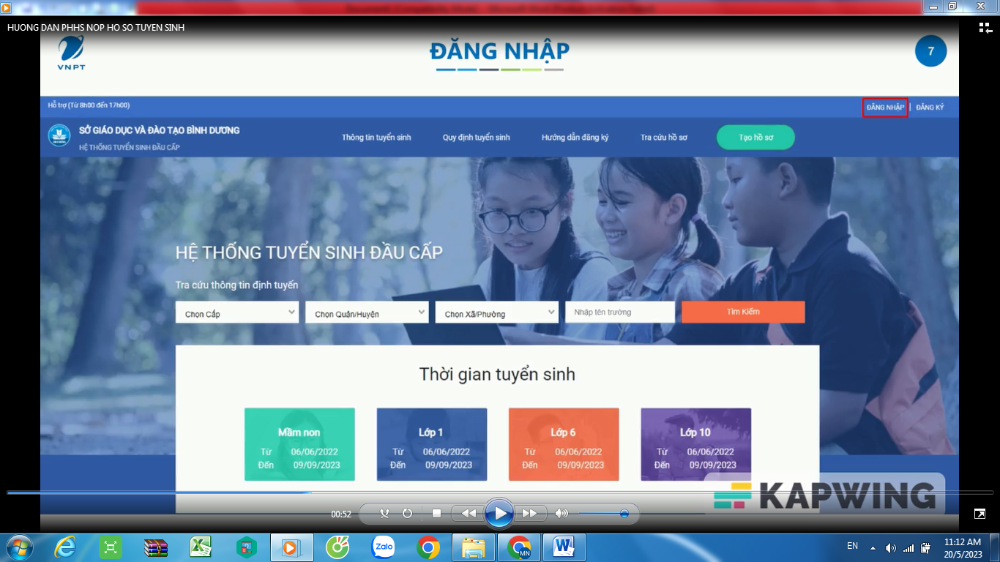 HUONG DAN PHHS NOP HO SO TUYEN SINH
VNPT
ĐĂNG NHẬP
7
Hỗ trợ (Từ 8h00 đến 17h00)
ĐĂNG NHẬP | ĐĂNG KÝ
SỞ GIÁO DỤC VÀ ĐÀO TẠO BÌNH DƯƠNG
HỆ THỐNG TUYỂN SINH ĐẦU CẤP
Thông tin tuyển sinh Quy định tuyển sinh Hướng dẫn đăng ký Tra cứu hồ sơ Tạo hồ sơ
HỆ THỐNG TUYỂN SINH ĐẦU CẤP
Tra cứu thông tin định tuyến
Chọn Cấp Chọn Quận/Huyện Chọn Xã/Phường Nhập tên trường Tìm Kiếm
Thời gian tuyển sinh
Mầm non Lớp 1 Lớp 6 Lớp 10
Từ 06/06/2022 Từ 06/06/2022 Từ 06/06/2022 Từ 06/06/2022
Đến 09/09/2023 Đến 09/09/2023 Đến 09/09/2023 Đến 09/09/2023
KAPWING
00:52
Zalo MN W EN 11:12 AM
20/5/2023